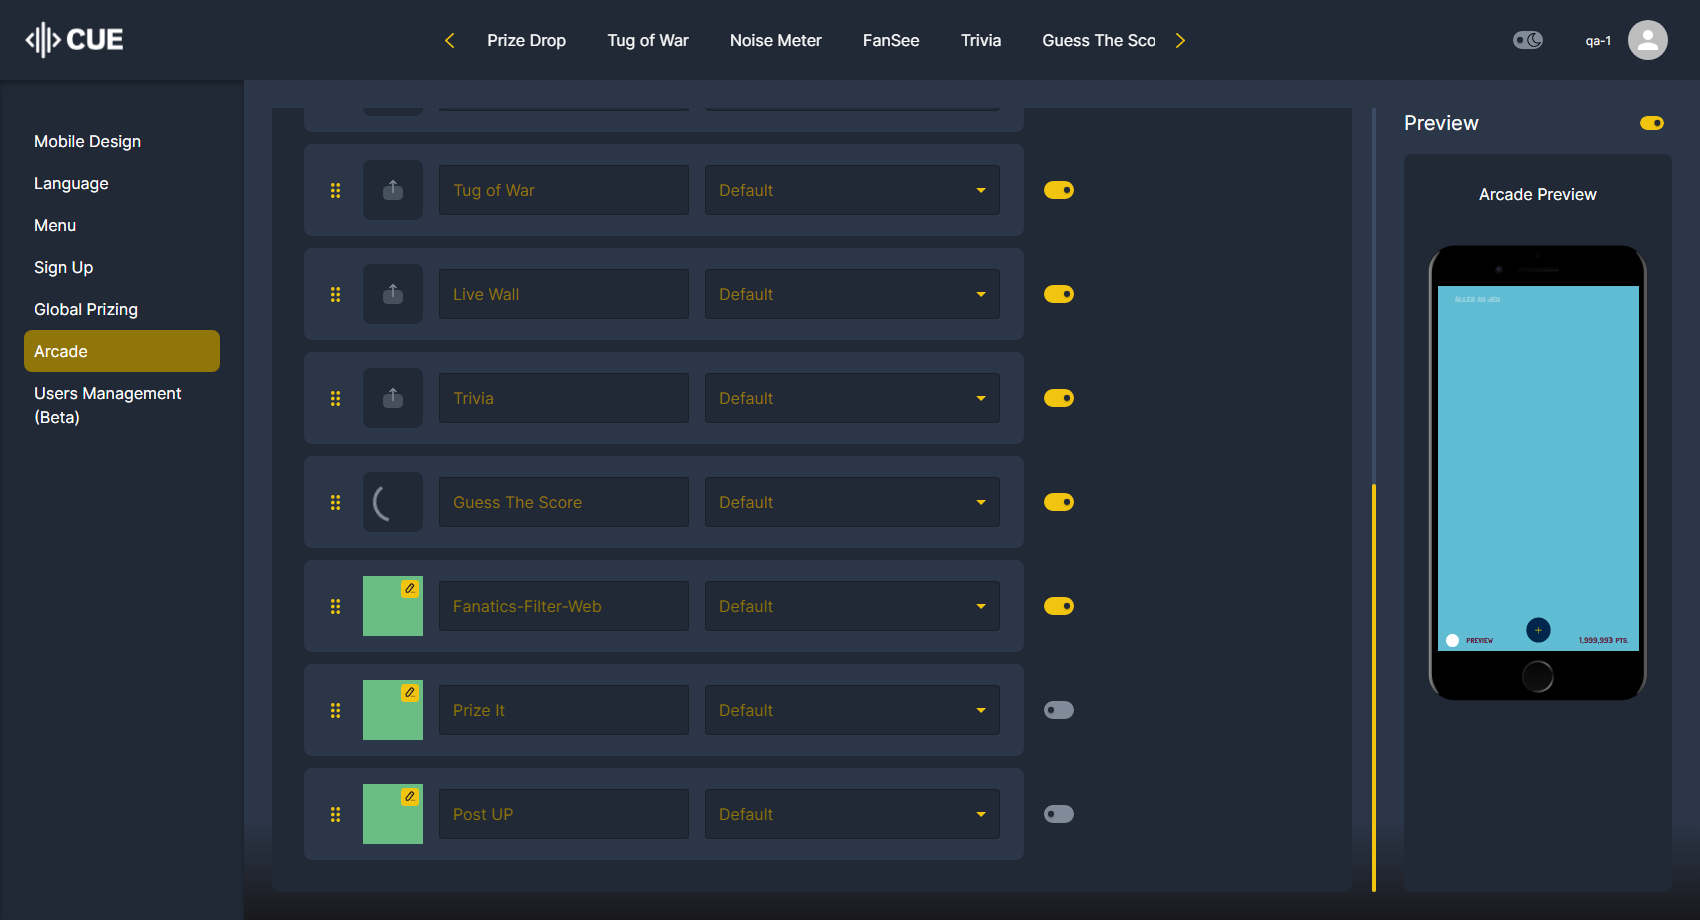 CUE
Prize Drop
Tug of War
Noise Meter
FanSee
Trivia
Guess The Sco
qa-1
Mobile Design
Language
Menu
Sign Up
Global Prizing
Arcade
Users Management
(Beta)
Tug of War
Default
Live Wall
Default
Trivia
Default
Guess The Score
Default
Fanatics-Filter-Web
Default
Prize It
Default
Post UP
Default
Preview
Arcade Preview
PREVIEW
+
1,999,993 PTS.